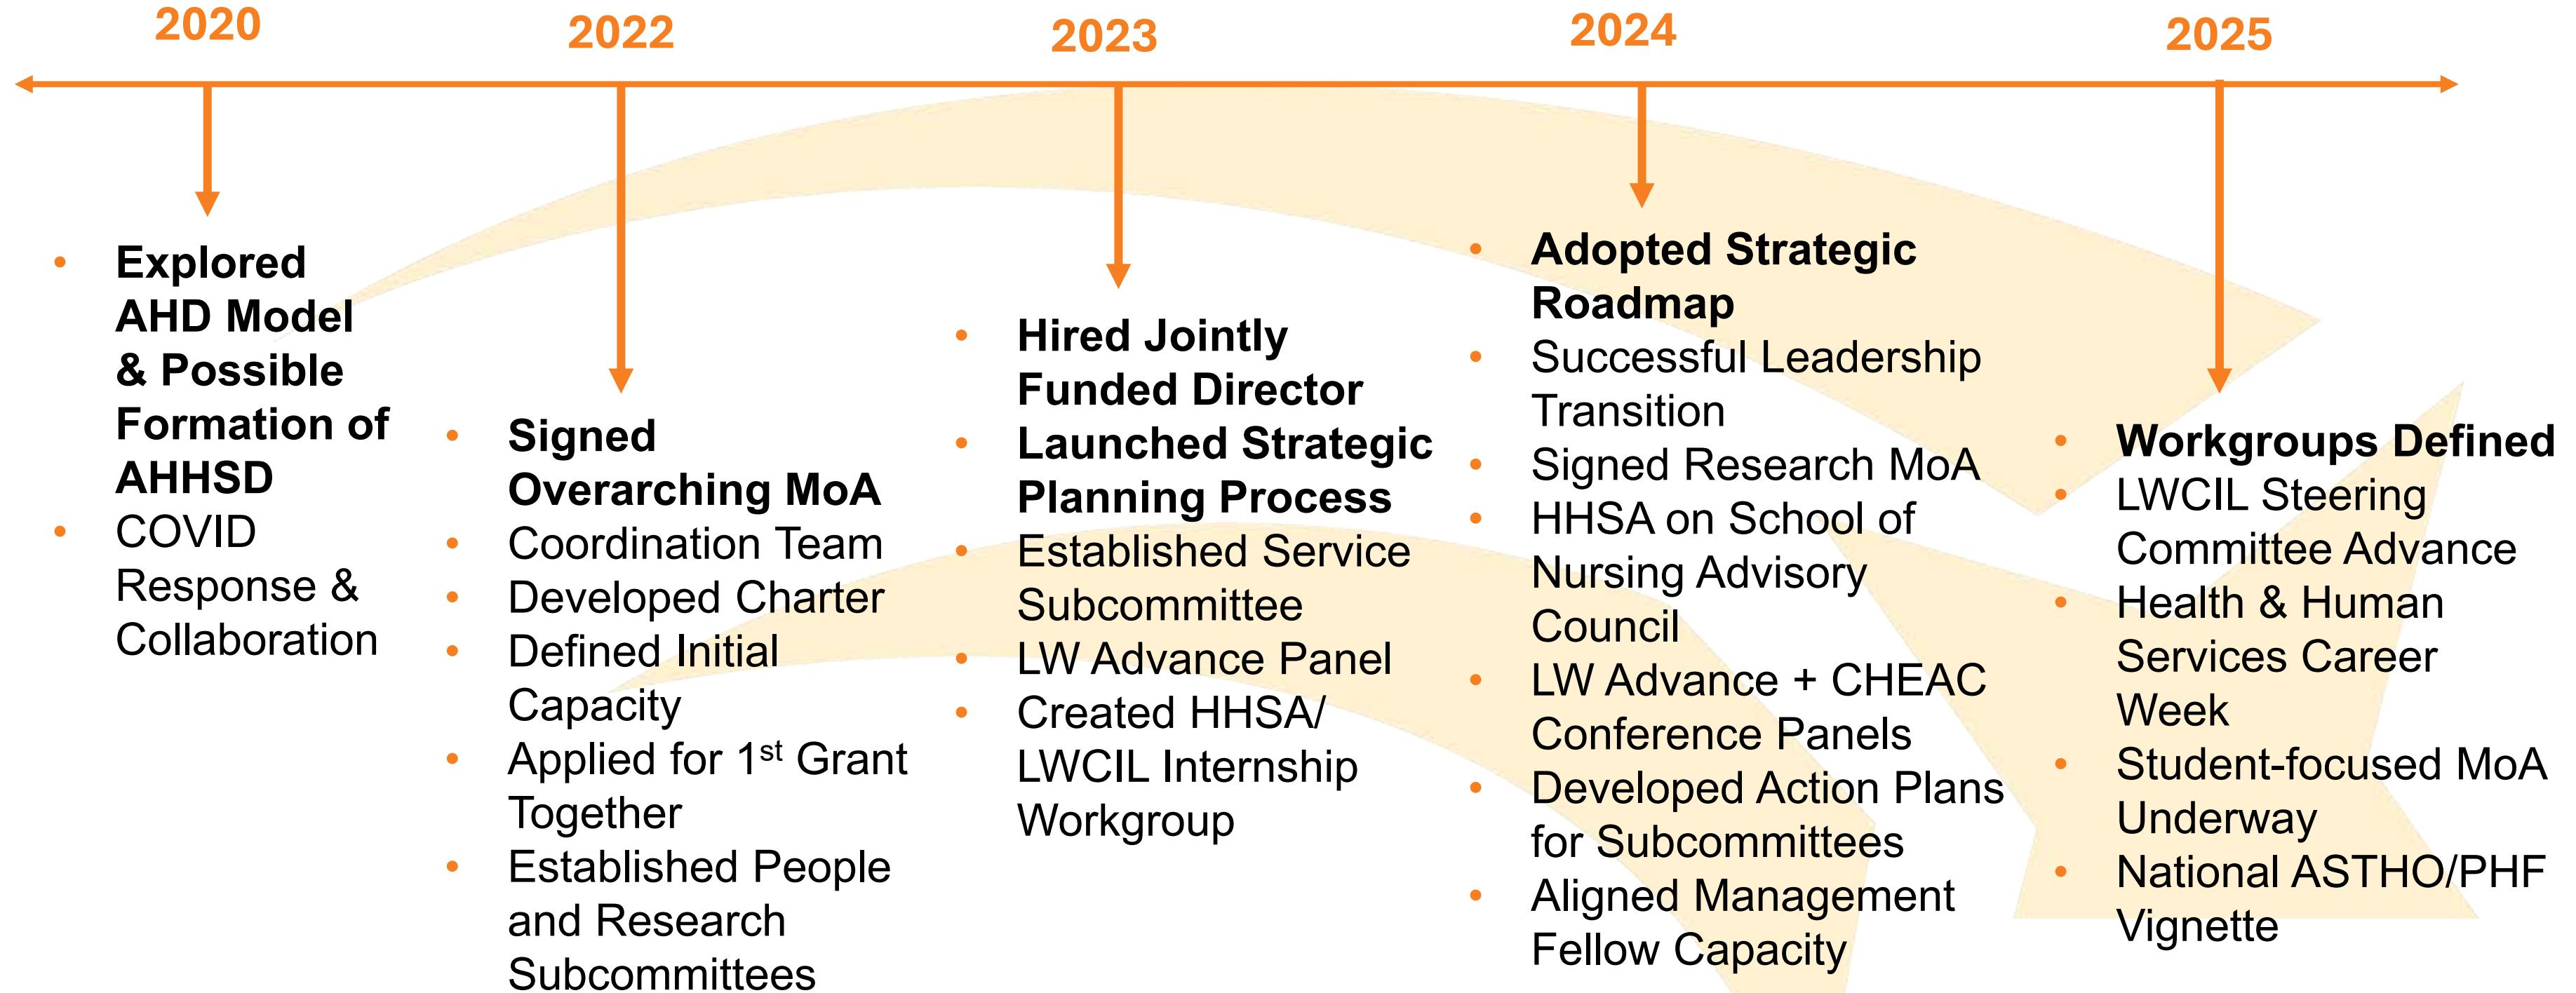 2020
2022
2023
2024
2025
• Explored
AHD Model
& Possible
Formation of
AHHSD
• COVID
Response &
Collaboration
• Signed
Overarching MoA
• Coordination Team
• Developed Charter
• Defined Initial
Capacity
• Applied for 1st Grant
Together
• Established People
and Research
Subcommittees
• Hired Jointly
Funded Director
• Launched Strategic
Planning Process
• Established Service
Subcommittee
• LW Advance Panel
• Created HHSA/
LWCIL Internship
Workgroup
• Adopted Strategic
Roadmap
• Successful Leadership
Transition
• Signed Research MoA
• HHSA on School of
Nursing Advisory
Council
• LW Advance + CHEAC
Conference Panels
• Developed Action Plans
for Subcommittees
• Aligned Management
Fellow Capacity
• Workgroups Defined
• LWCIL Steering
Committee Advance
• Health & Human
Services Career
Week
• Student-focused MoA
Underway
• National ASTHO/PHF
Vignette